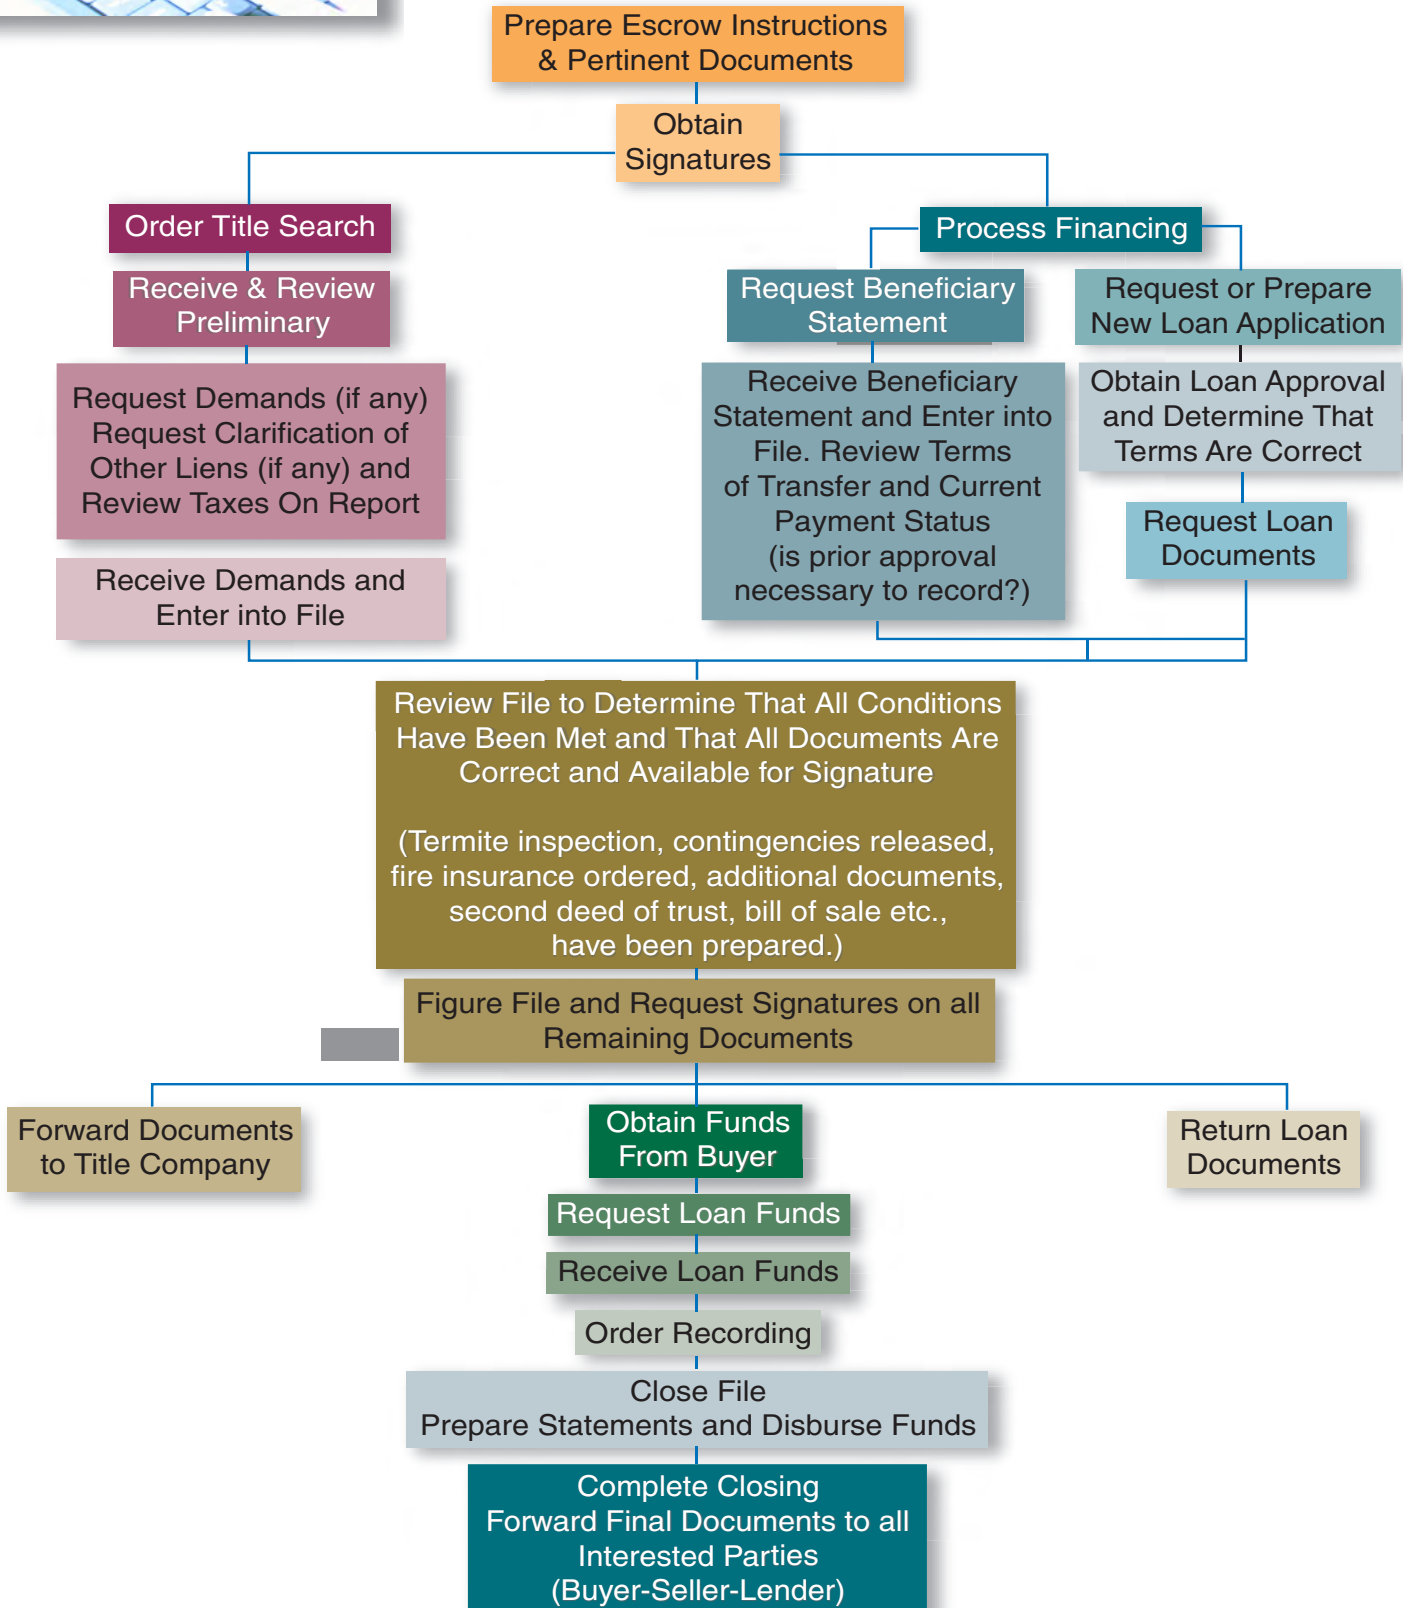 Prepare Escrow Instructions
& Pertinent Documents
Obtain
Signatures
Order Title Search
Receive & Review
Preliminary
Request Demands (if any)
Request Clarification of
Other Liens (if any) and
Review Taxes On Report
Receive Demands and
Enter into File
Process Financing
Request Beneficiary
Statement
Receive Beneficiary
Statement and Enter into
File. Review Terms
of Transfer and Current
Payment Status
(is prior approval
necessary to record?)
Request or Prepare
New Loan Application
Obtain Loan Approval
and Determine That
Terms Are Correct
Request Loan
Documents
Review File to Determine That All Conditions
Have Been Met and That All Documents Are
Correct and Available for Signature
(Termite inspection, contingencies released,
fire insurance ordered, additional documents,
second deed of trust, bill of sale etc.,
have been prepared.)
Figure File and Request Signatures on all
Remaining Documents
Forward Documents
to Title Company
Obtain Funds
From Buyer
Return Loan
Documents
Request Loan Funds
Receive Loan Funds
Order Recording
Close File
Prepare Statements and Disburse Funds
Complete Closing
Forward Final Documents to all
Interested Parties
(Buyer-Seller-Lender)